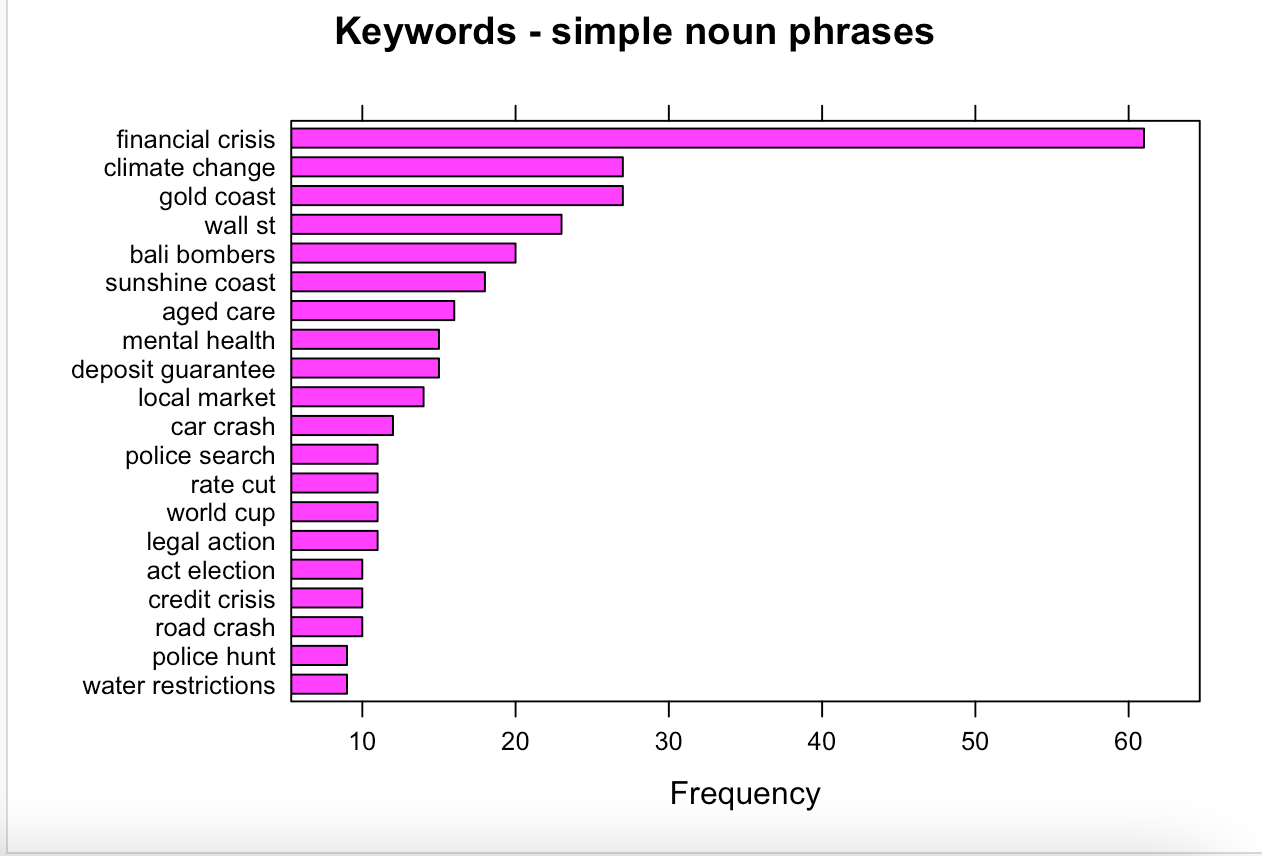 Keywords - simple noun phrases
financial crisis
climate change
gold coast
wall st
bali bombers
sunshine coast
aged care
mental health
deposit guarantee
local market
car crash
police search
rate cut
world cup
legal action
act election
credit crisis
road crash
police hunt
water restrictions
10 20 30 40 50 60
Frequency